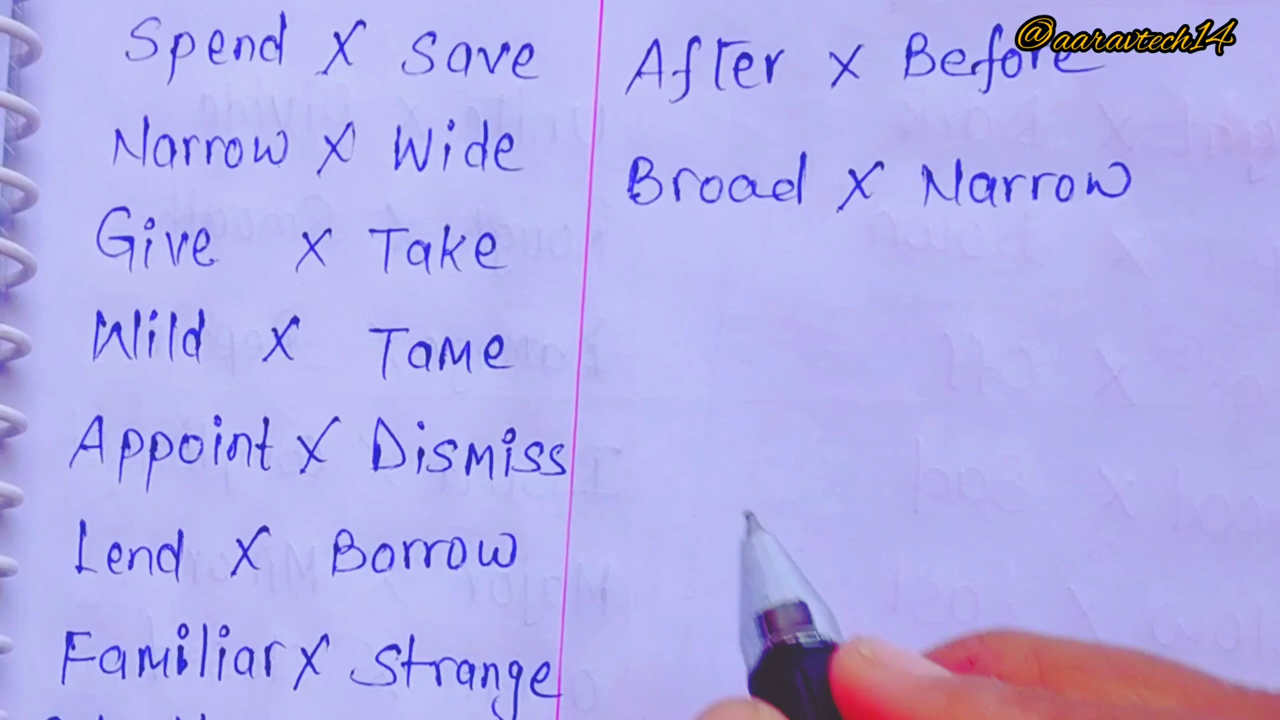 Spend X Save
Narrow X Wide
Give X Take
Wild X Tame
Appoint X Dismiss
Lend X Borrow
Familiar X Strange
@aaravtech14
After X Before
Broad X Narrow